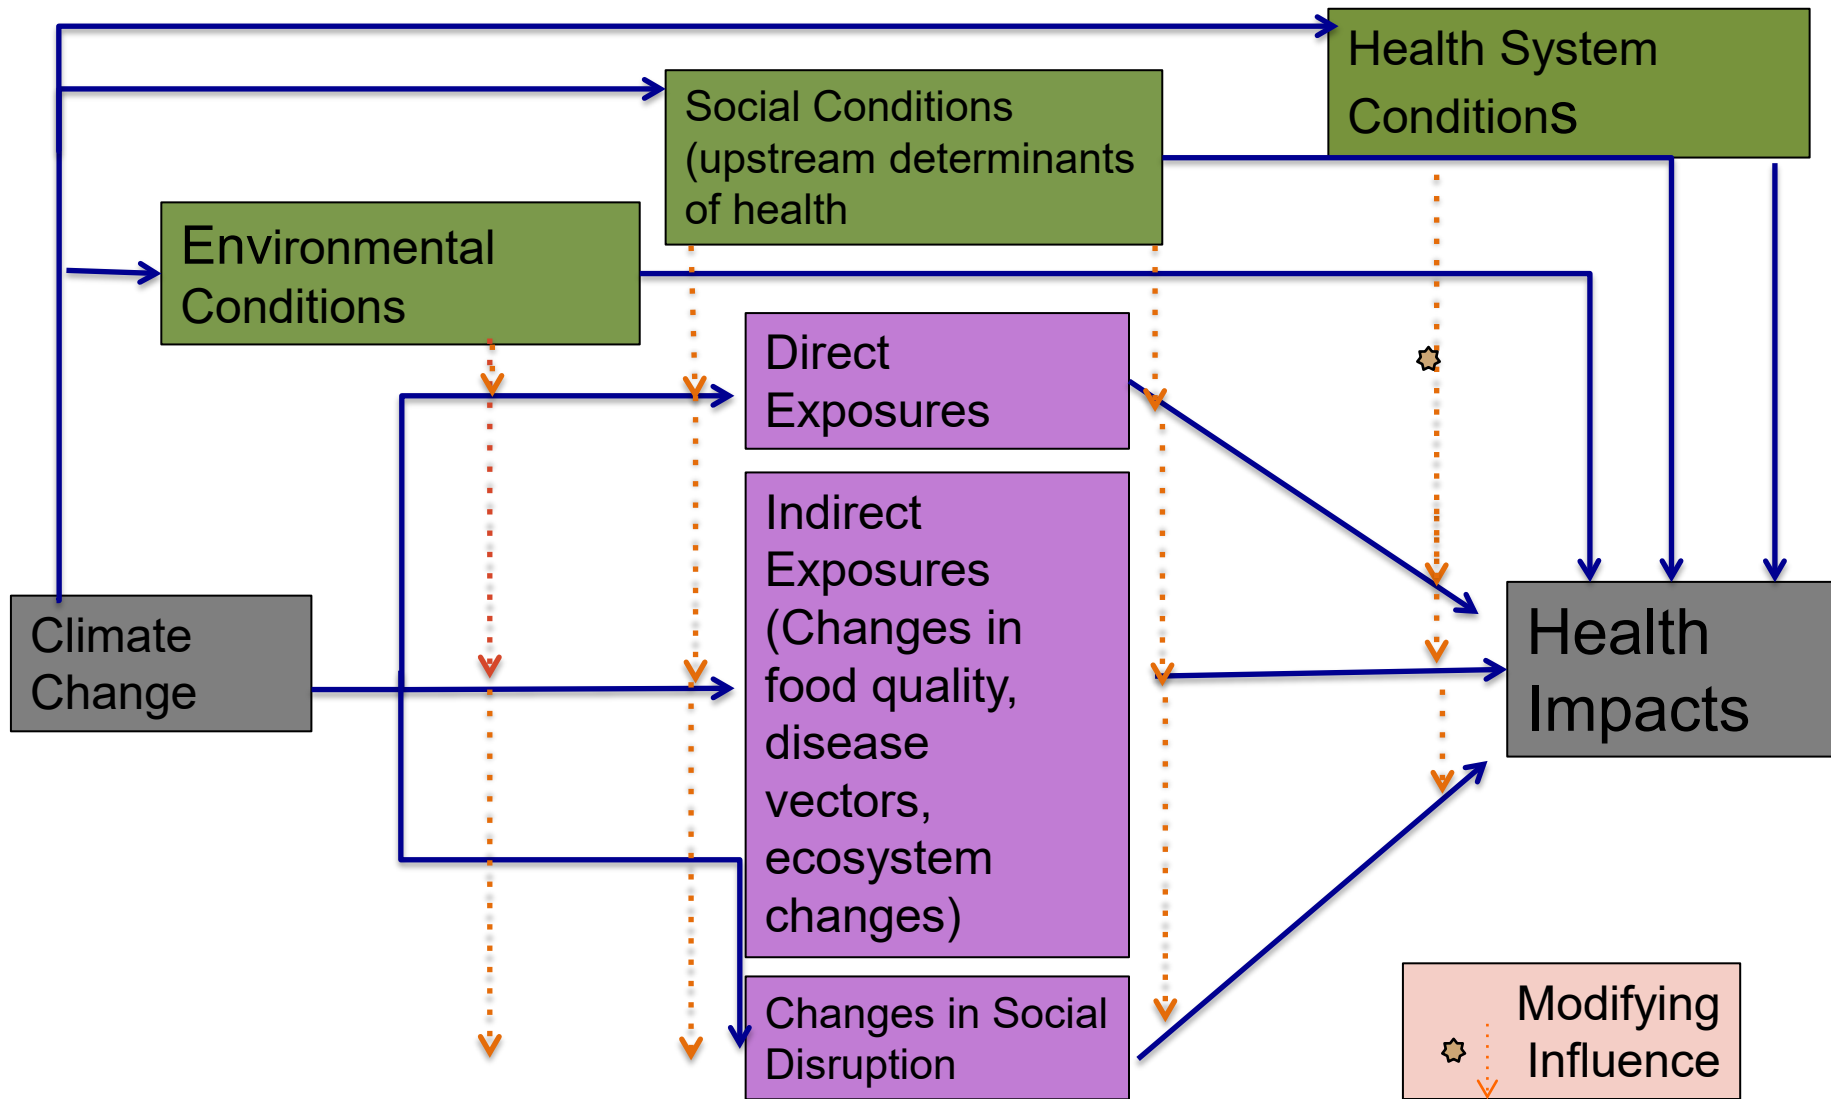 Health System
Conditions
Social Conditions
(upstream determinants
of health
Environmental
Conditions
Direct
Exposures
Indirect
Exposures
(Changes in
food quality,
disease
vectors,
ecosystem
changes)
Climate
Change
Health
Impacts
Changes in Social
Disruption
Modifying
Influence